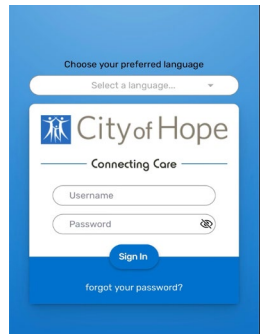 Choose your preferred language
Select a language...
City of Hope
Connecting Care
Username
Password
Sign In
forgot your password?